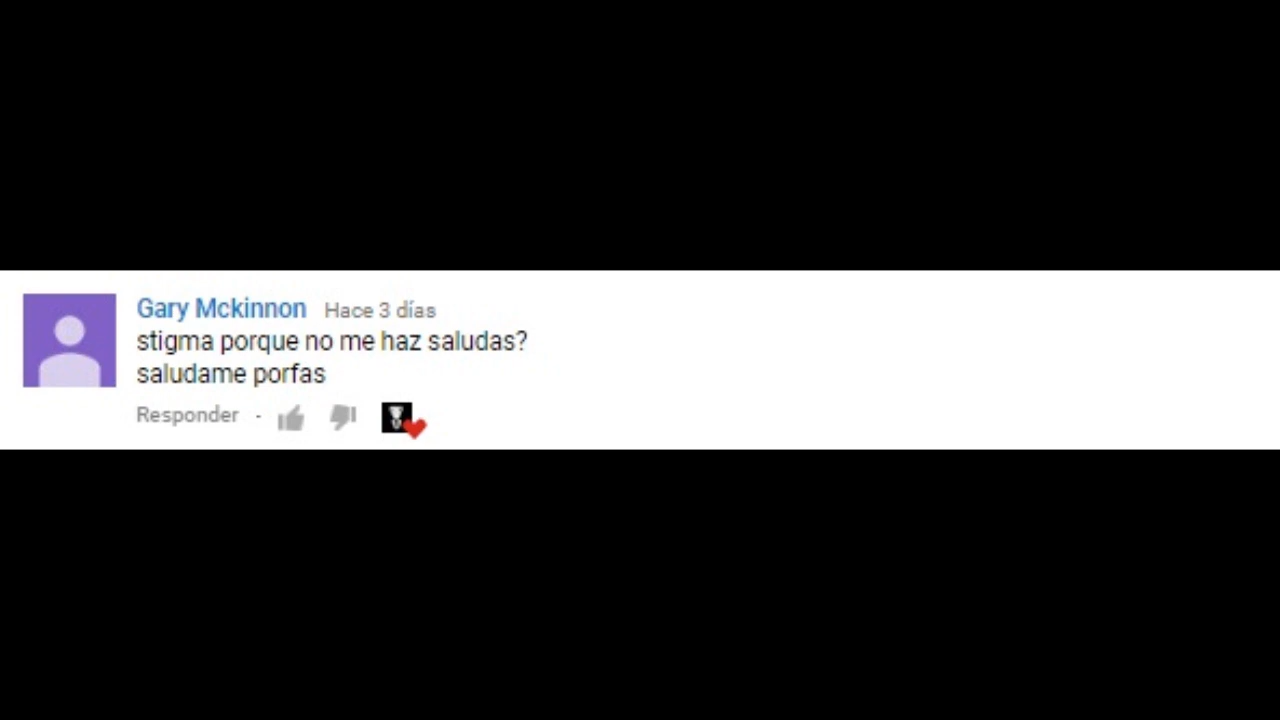 Gary Mckinnon Hace 3 días
stigma porque no me haz saludas?
saludame porfas
Responder ·